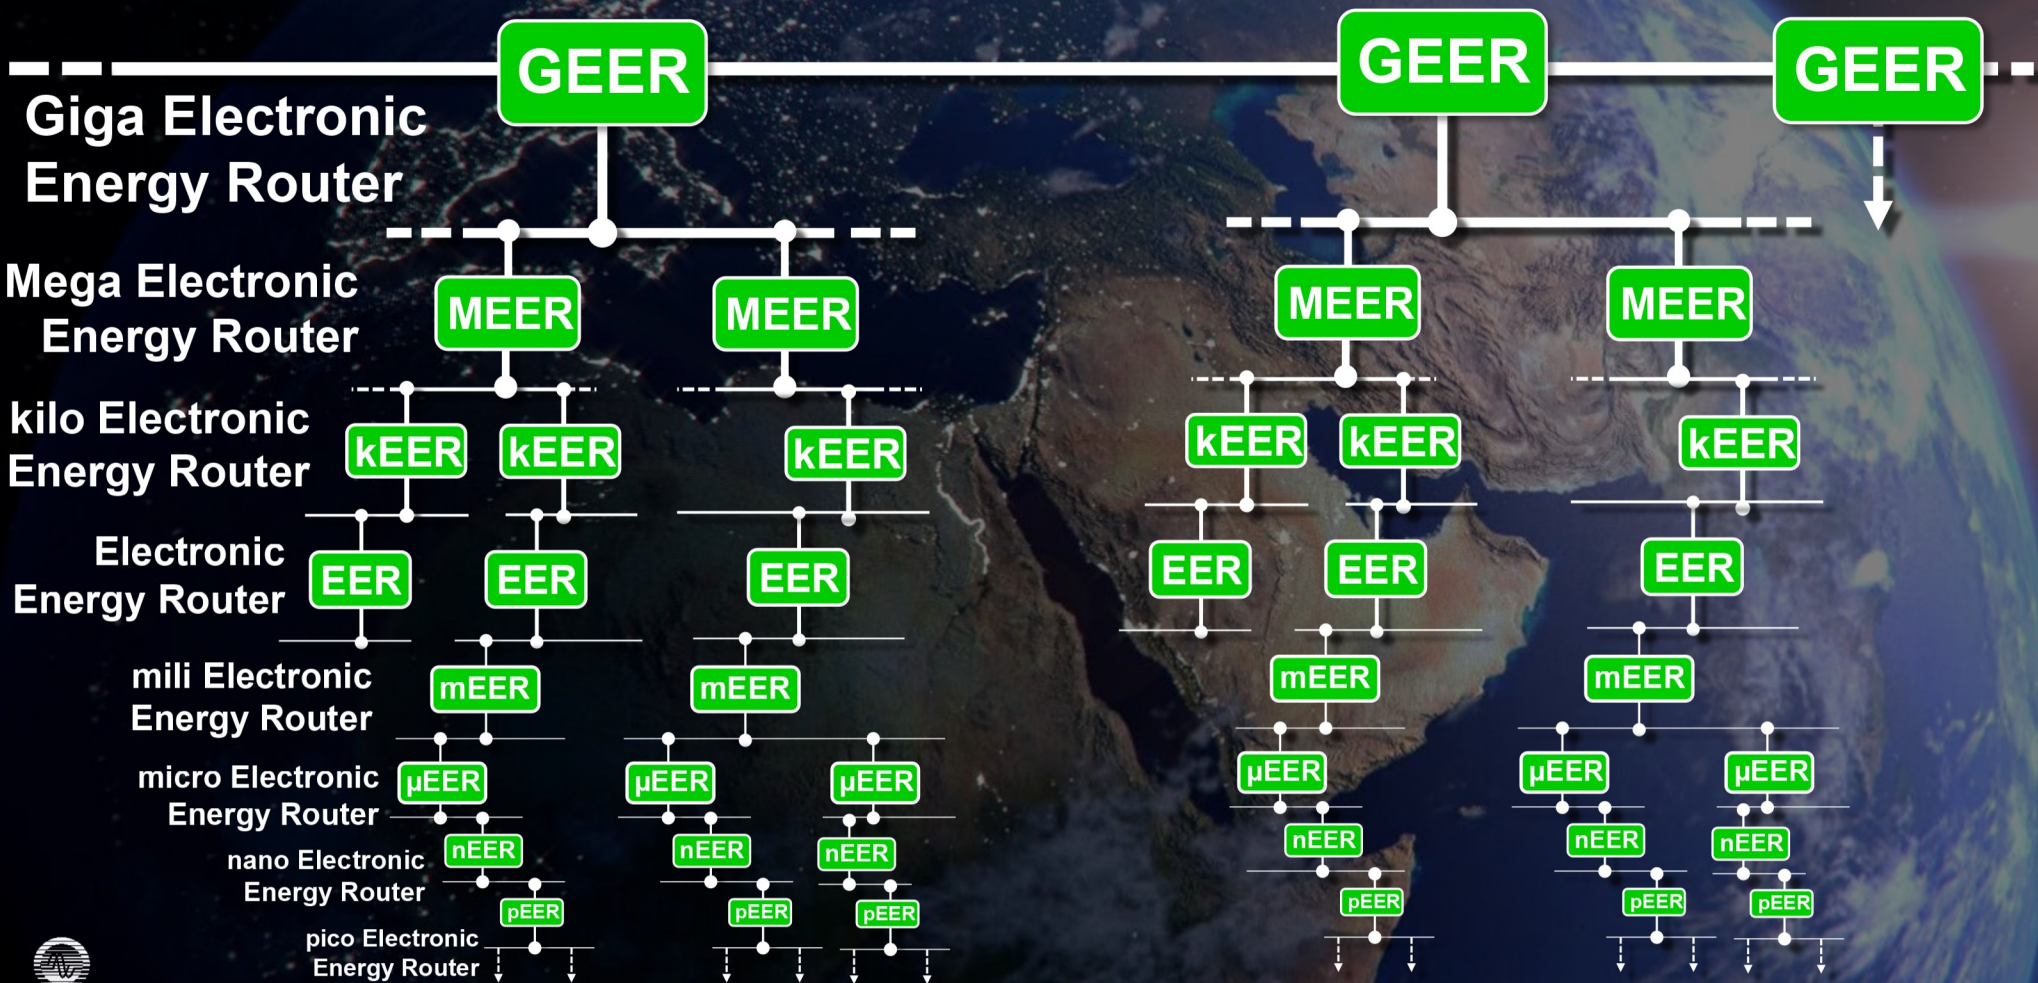 GEER GEER GEER
Giga Electronic
Energy Router
Mega Electronic
Energy Router
MEER MEER MEER MEER
kilo Electronic
Energy Router
kEER kEER kEER kEER kEER kEER
Electronic
Energy Router
EER EER EER EER EER EER
mili Electronic
Energy Router
mEER mEER mEER mEER
micro Electronic
Energy Router
µEER µEER µEER µEER µEER µEER
nano Electronic
Energy Router
nEER nEER nEER nEER nEER nEER
pico Electronic
Energy Router
pEER pEER pEER pEER pEER pEER